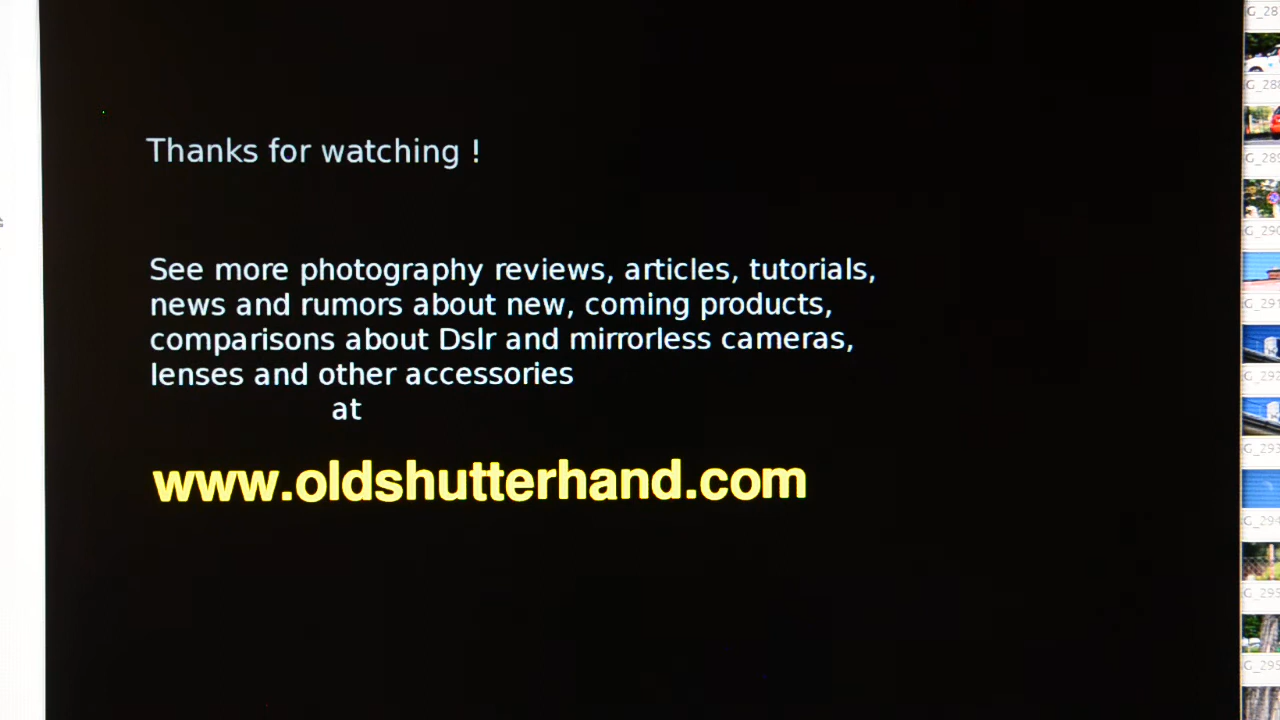 Thanks for watching !
See more photography reviews, articles, tutorials,
news and rumors about new, coming products,
comparisons about Dslr and mirrorless cameras,
lenses and other accessories
at
www.oldshutterhand.com